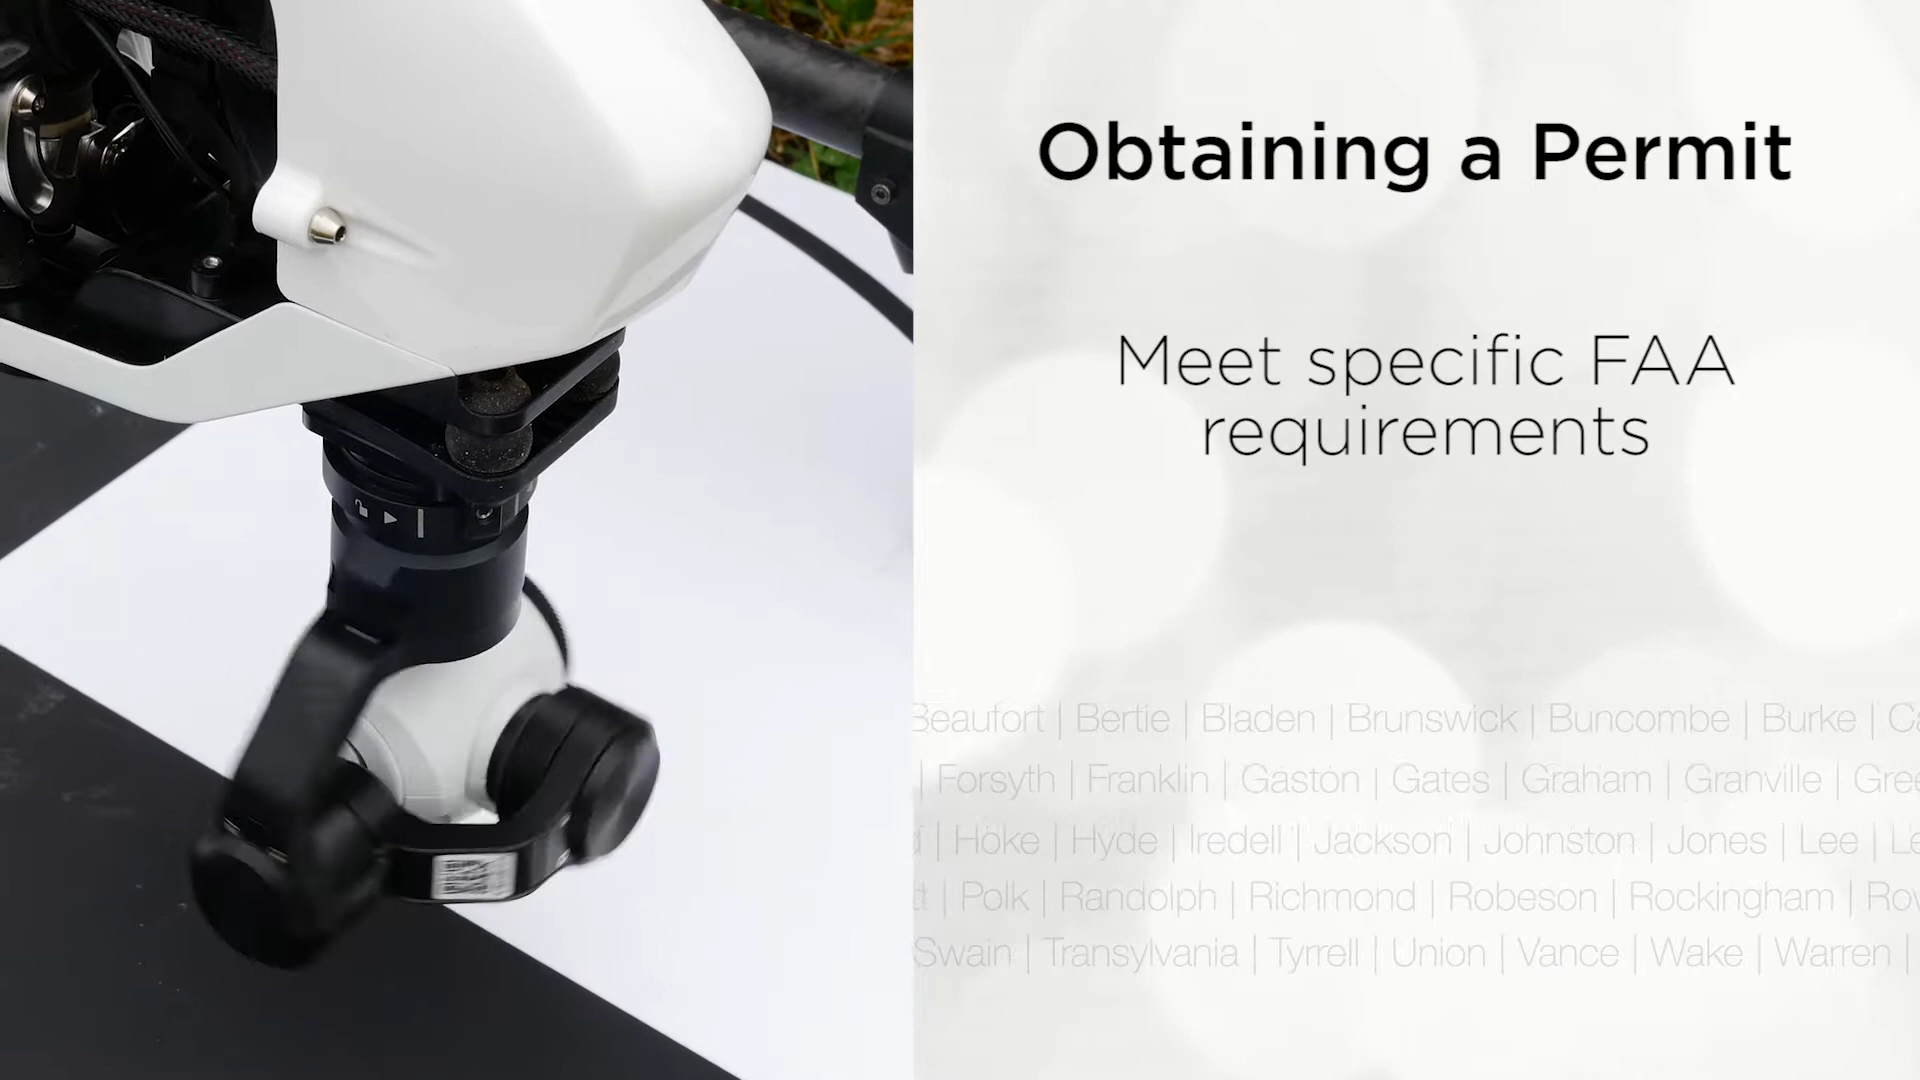 Obtaining a Permit
Meet specific FAA
requirements
Beaufort | Bertie | Bladen | Brunswick | Buncombe | Burke |
| Forsyth | Franklin | Gaston | Gates | Graham | Granville |
| Hoke | Hyde | Iredell | Jackson | Johnston | Jones | Lee |
| Polk | Randolph | Richmond | Robeson | Rockingham |
Swain | Transylvania | Tyrrell | Union | Vance | Wake | Warren |